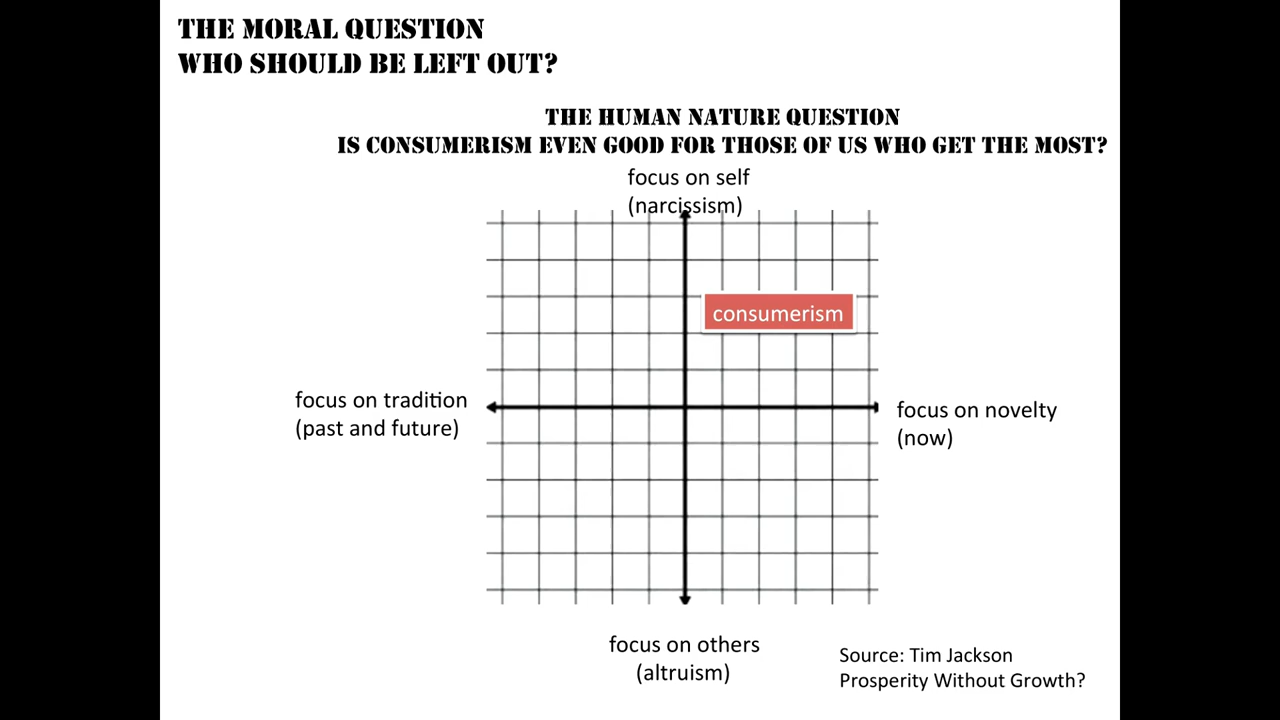 THE MORAL QUESTION
WHO SHOULD BE LEFT OUT?
THE HUMAN NATURE QUESTION
IS CONSUMERISM EVEN GOOD FOR THOSE OF US WHO GET THE MOST?
focus on self
(narcissism)
consumerism
focus on tradition
(past and future)
focus on novelty
(now)
focus on others
(altruism)
Source: Tim Jackson
Prosperity Without Growth?